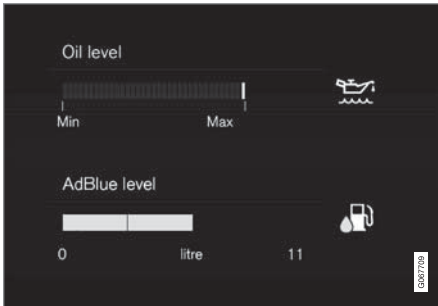 Oil level
Min Max
AdBlue level
0 litre 11
G067709